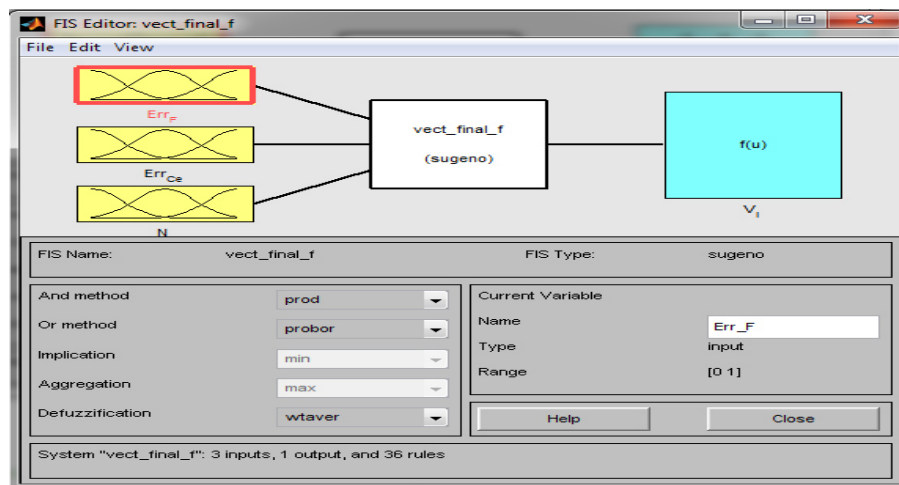 FIS Editor: vect_final_f
File Edit View
Err_F
Err_Ce
N
vect_final_f
(sugeno)
f(u)
V_I
FIS Name: vect_final_f FIS Type: sugeno
And method prod
Or method probor
Implication min
Aggregation max
Defuzzification wtaver
Current Variable
Name Err_F
Type input
Range [0 1]
Help Close
System "vect_final_f": 3 inputs, 1 output, and 36 rules